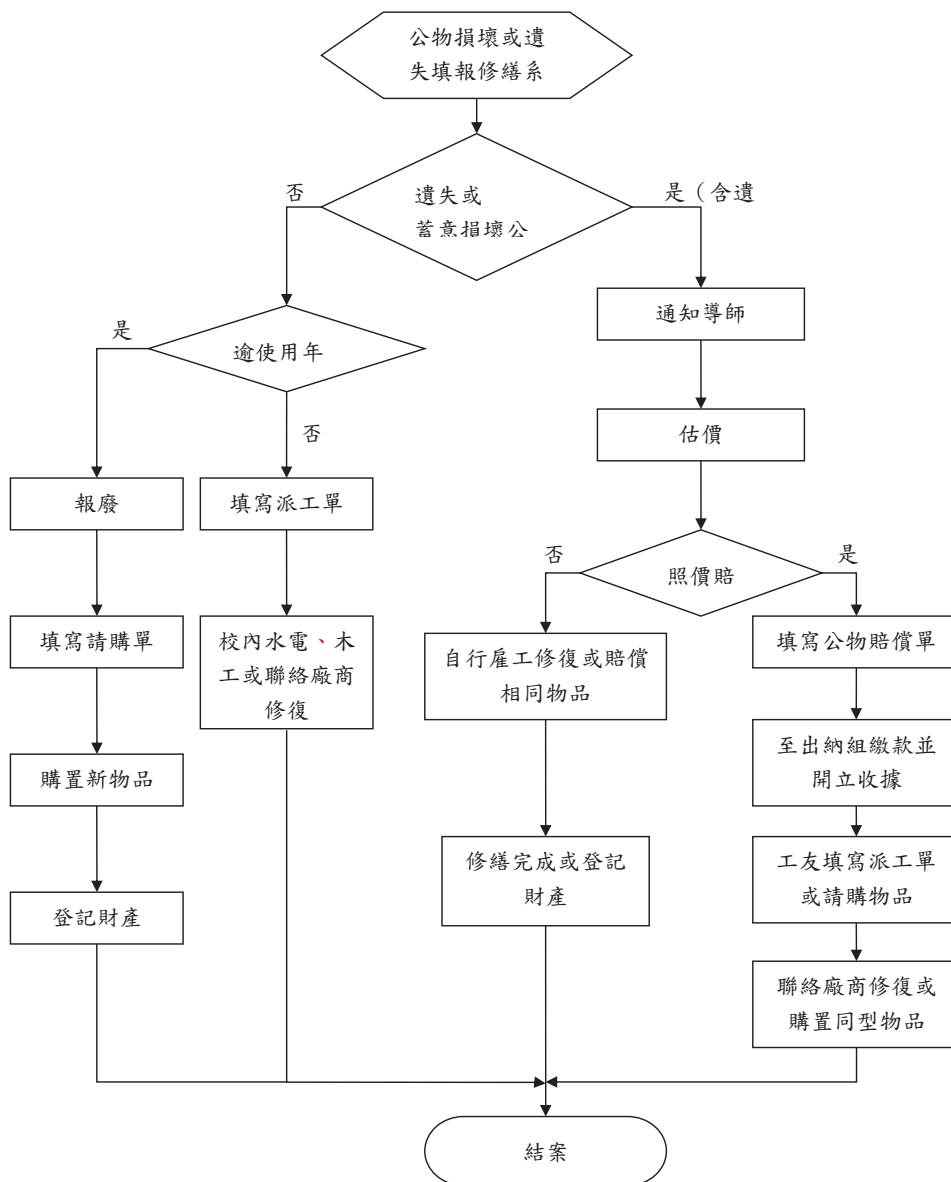 公物損壞或遺
失填報修繕系
否
遺失或
蓄意損壞公
是（含遺
通知導師
是
逾使用年
否
估價
報廢
填寫派工單
否
照價賠
是
填寫請購單
校內水電、木
工或聯絡廠商
修復
自行雇工修復或賠償
相同物品
填寫公物賠償單
購置新物品
至出納組繳款並
開立收據
登記財產
修繕完成或登記
財產
工友填寫派工單
或請購物品
聯絡廠商修復或
購置同型物品
結案